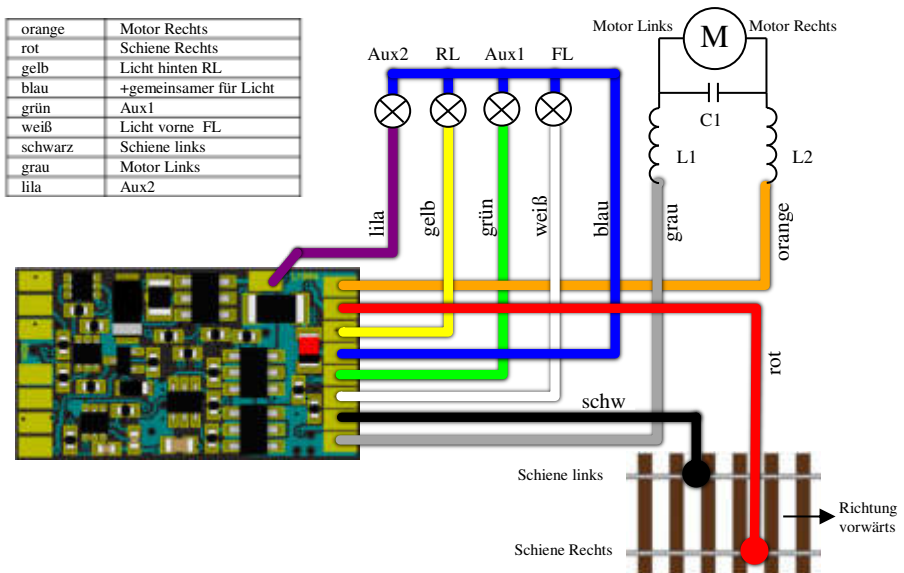 orange Motor Rechts
rot Schiene Rechts
gelb Licht hinten RL
blau +gemeinsamer für Licht
grün Aux1
weiß Licht vorne FL
schwarz Schiene links
grau Motor Links
lila Aux2
Motor Links M Motor Rechts
Aux2 RL Aux1 FL
C1
L1 L2
lila gelb grün weiß blau grau orange
rot
schw
Schiene links
Richtung
vorwärts
Schiene Rechts